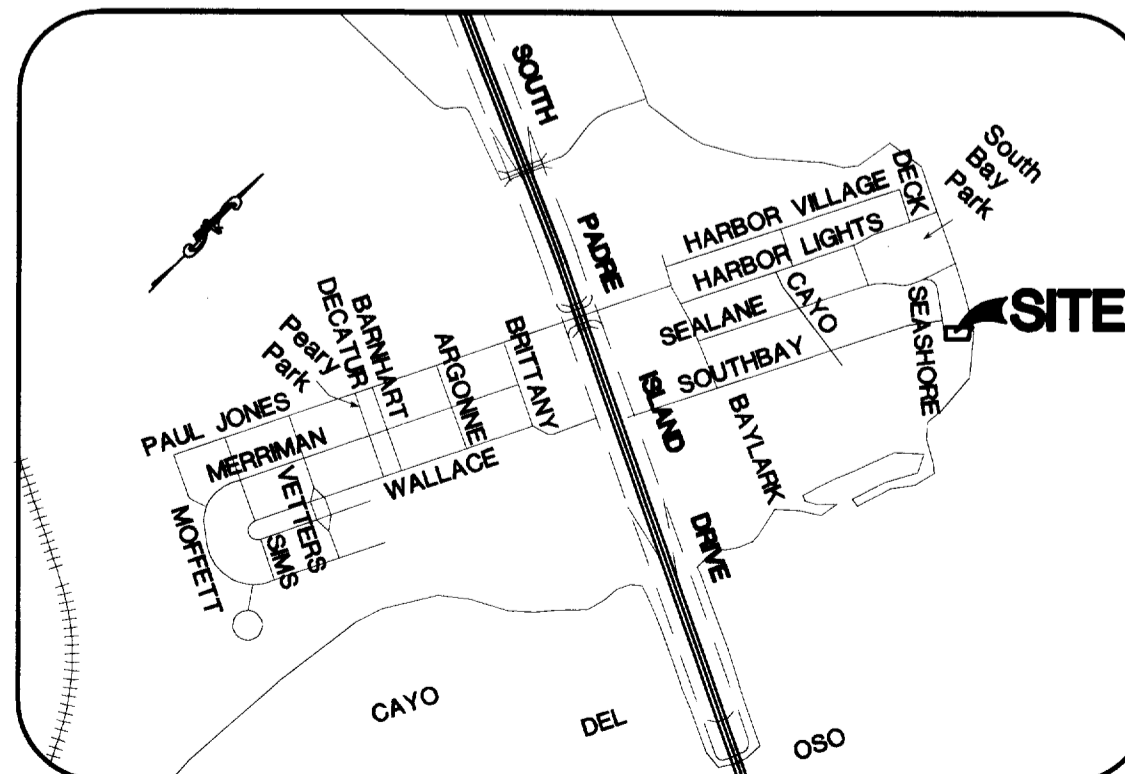 SOUTH
PADRE
ISLAND
DRIVE
South
Bay
Park
DECK
HARBOR VILLAGE
HARBOR LIGHTS
CAYO
SEALANE
SOUTHBAY
SEASHORE
SITE
BAYLARK
BRITTANY
ARGONNE
BARNHART
DECATUR
Peary
Park
PAUL JONES
MERRIMAN
WALLACE
VETTERS
SIMS
MOFFETT
CAYO
DEL
OSO